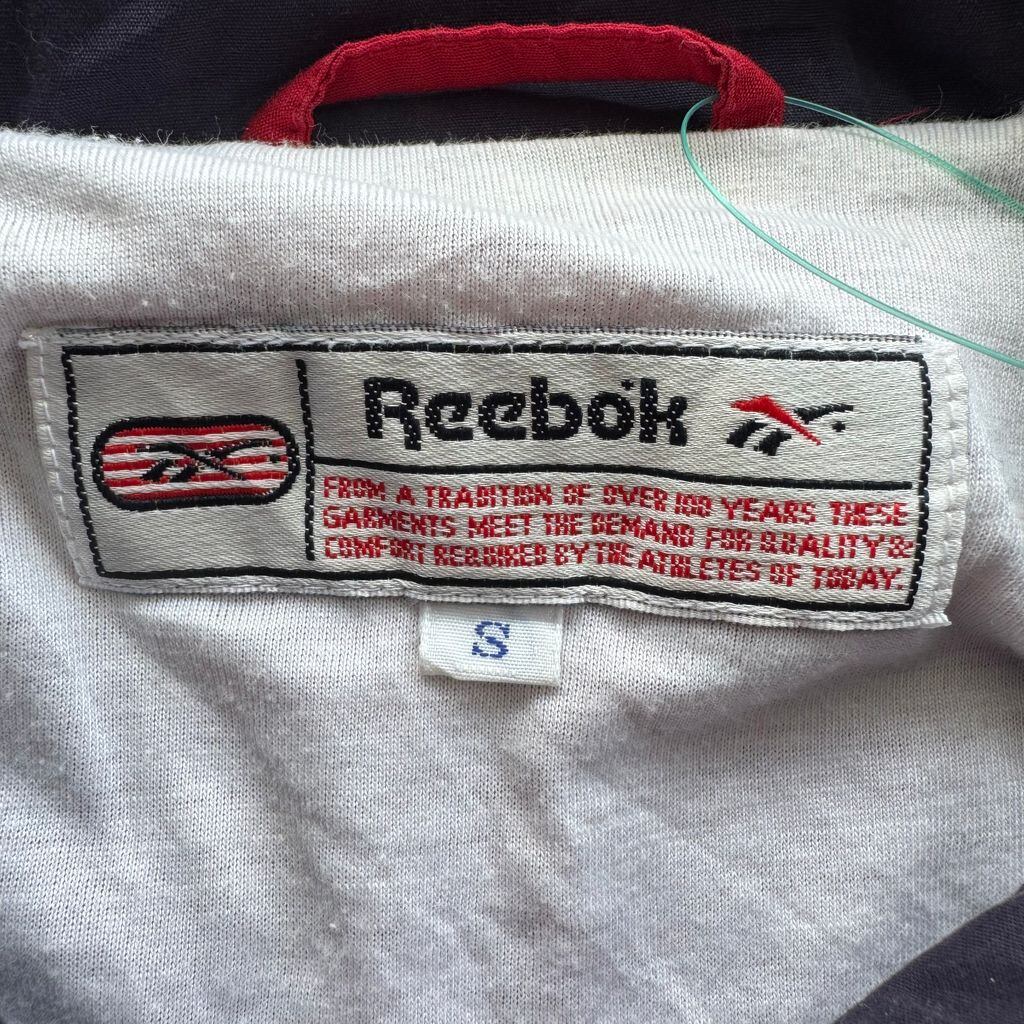 Reebok
FROM A TRADITION OF OVER 100 YEARS THESE
GARMENTS MEET THE DEMAND FOR QUALITY &
COMFORT REQUIRED BY THE ATHLETES OF TODAY.
S